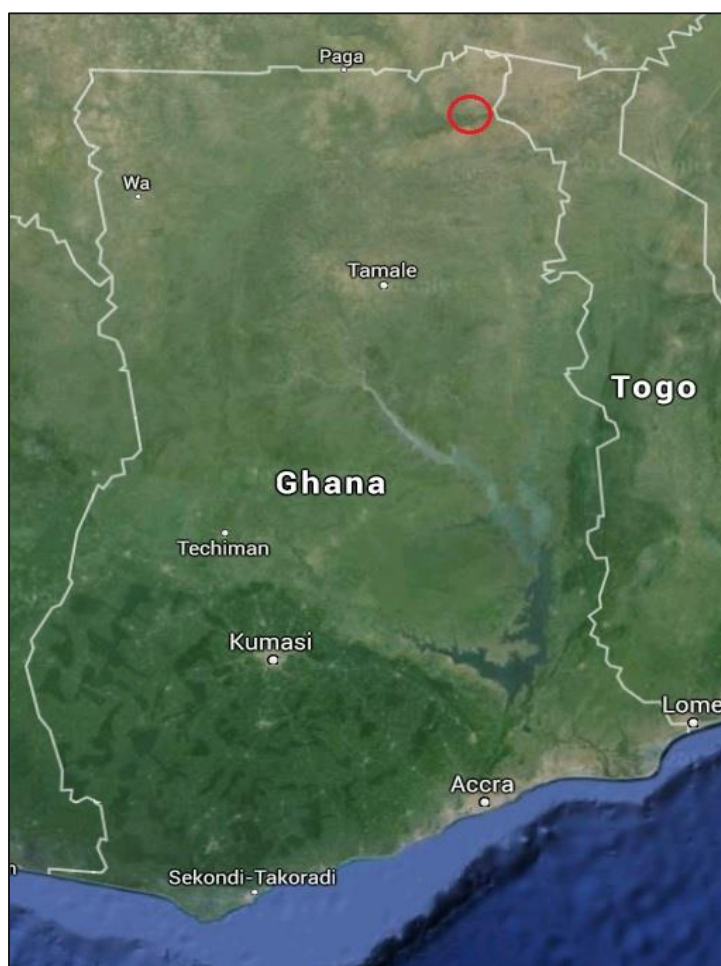 Paga
Wa
Tamale
Togo
Ghana
Techiman
Kumasi
Lome
Accra
Sekondi-Takoradi